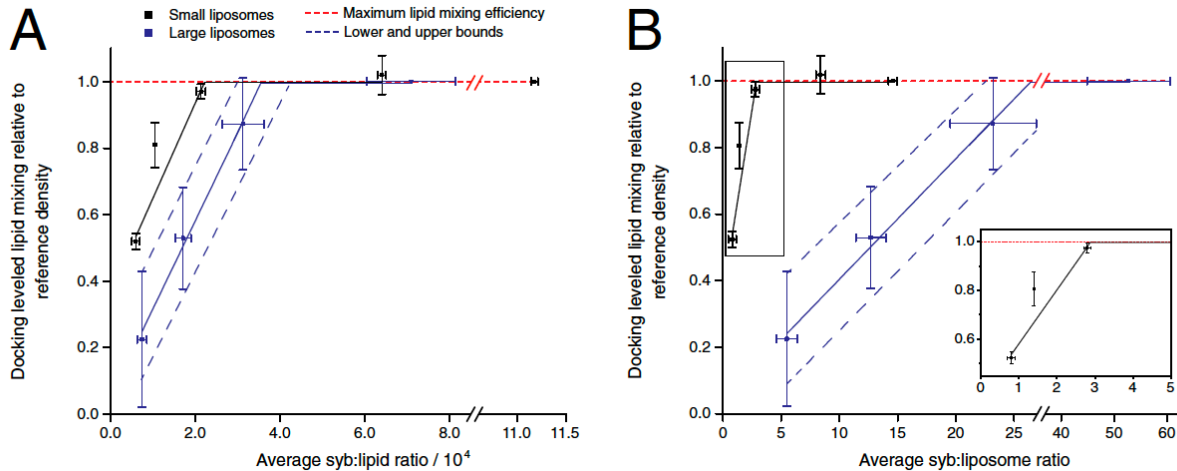 A
Small liposomes
Large liposomes
Maximum lipid mixing efficiency
Lower and upper bounds
B
Docking leveled lipid mixing relative to
reference density
1.0
0.8
0.6
0.4
0.2
0.0
0.0 2.0 4.0 6.0 8.0 11.0 11.5
Average syb:lipid ratio / 10⁴
Docking leveled lipid mixing relative to
reference density
1.0
0.8
0.6
0.4
0.2
0.0
0 5 10 15 20 25 40 50 60
Average syb:liposome ratio
1.0
0.8
0.6
0 1 2 3 4 5